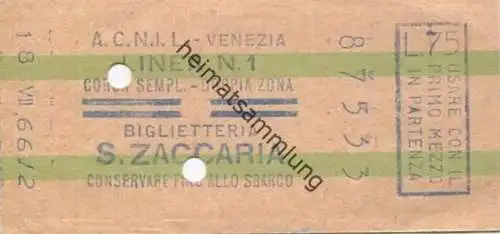 A.C.N.I.L. - VENEZIA
LINEA N.1
CORSA SEMPL. - DOPPIA ZONA
BIGLIETTERIA
S. ZACCARIA
CONSERVARE FINO ALLO SBARCO
18 VII 66/2
87533
L.75
USARE CON IL
PRIMO MEZZO
IN PARTENZA
heimatsammlung